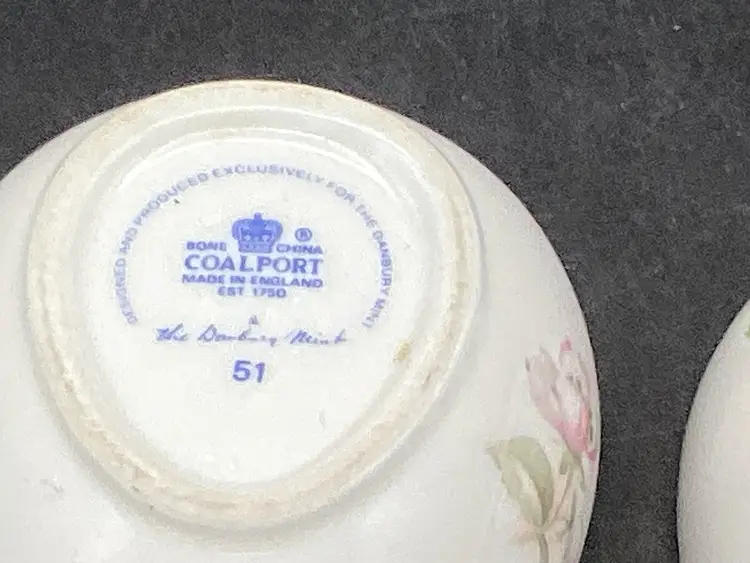 DESIGNED AND PRODUCED EXCLUSIVELY FOR THE DANBURY MINT
BONE CHINA ®
COALPORT
MADE IN ENGLAND
EST 1750
The Danbury Mint
51